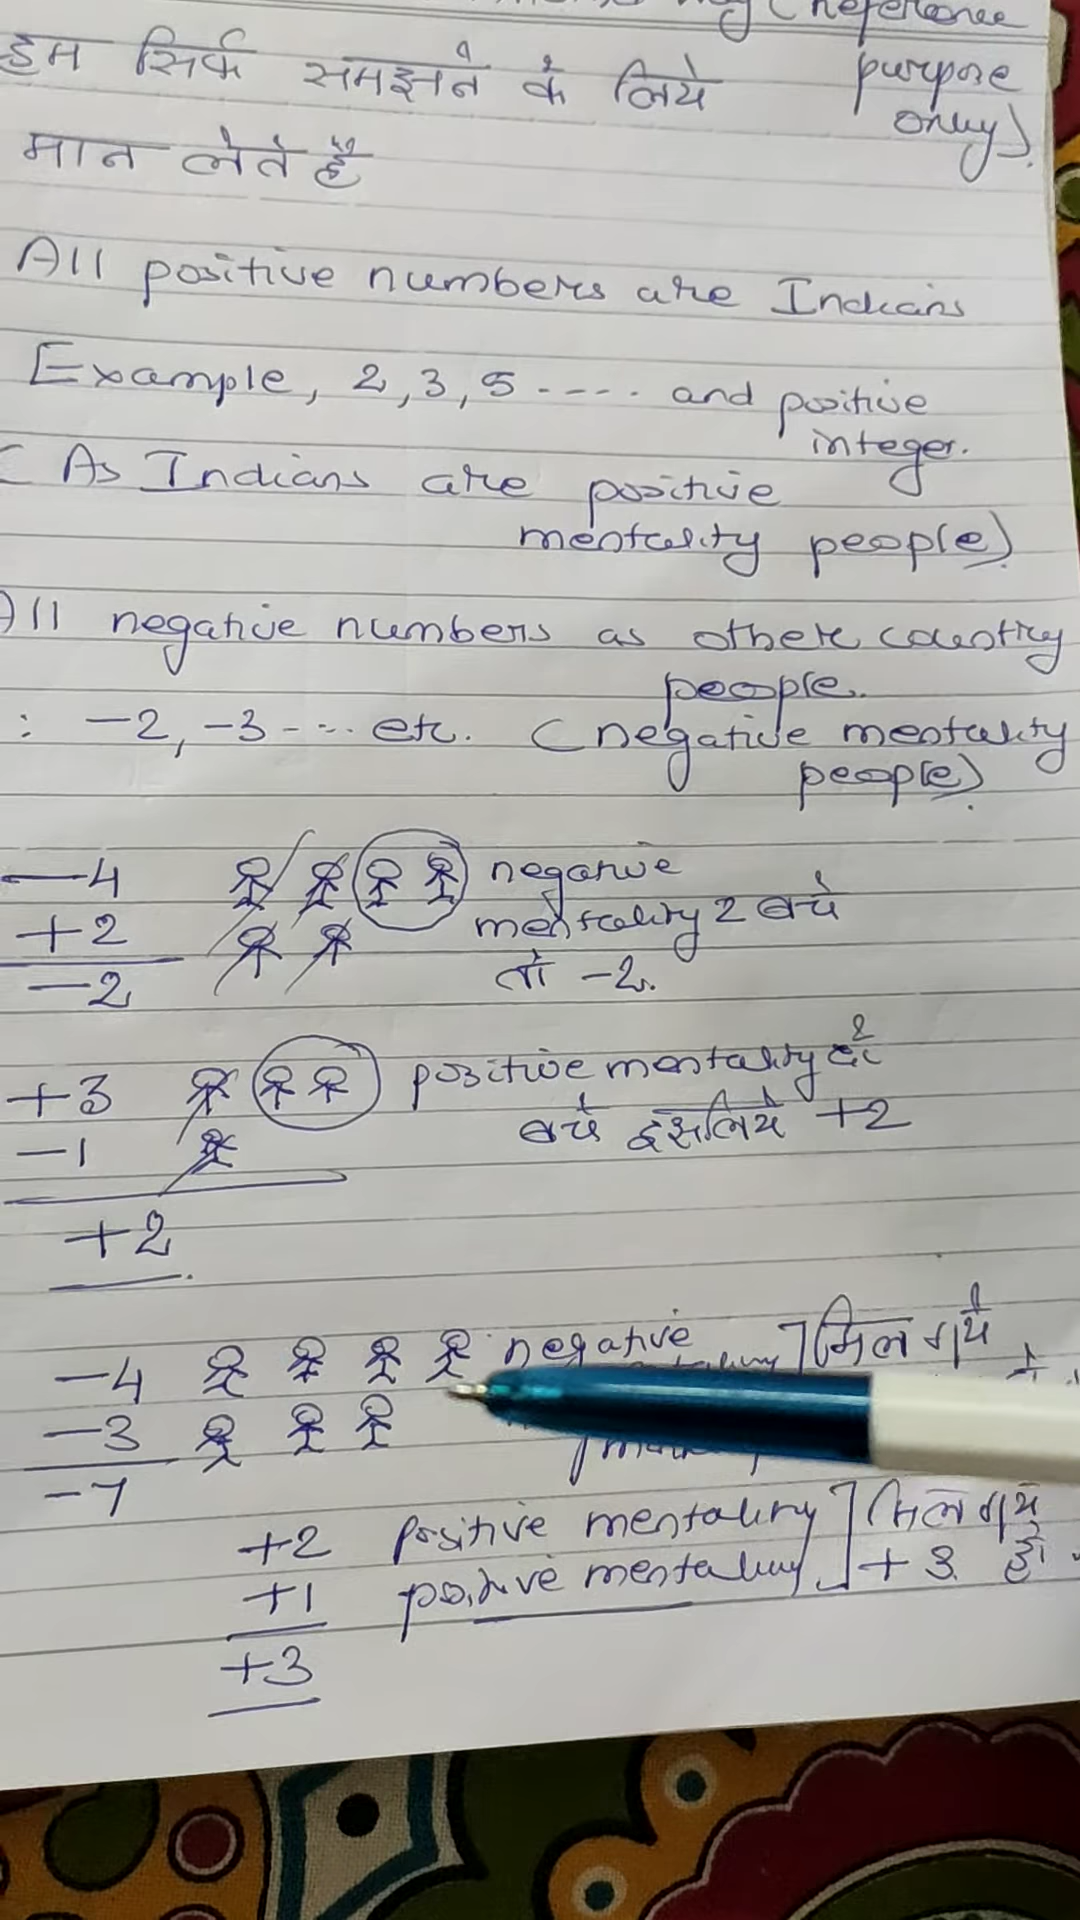 (Reference
हम सिर्फ समझने के लिये purpose
only).
मान लेते है
All positive numbers are Indians
Example, 2, 3, 5 ---- and positive
integer.
( As Indians are positive
mentality people).
All negative numbers as other country
people.
: -2, -3 --- etc. (negative mentality
people)
-4 negative
+2 mentality 2 बचे
-2 तो -2.
+3 positive mentality दो 2
-1 बचे इसलिये +2
+2
-4 negative ] मिल गये
-3
-7
+2 positive mentality ] मिल गये
+1 positive mentality ] +3. है।
+3